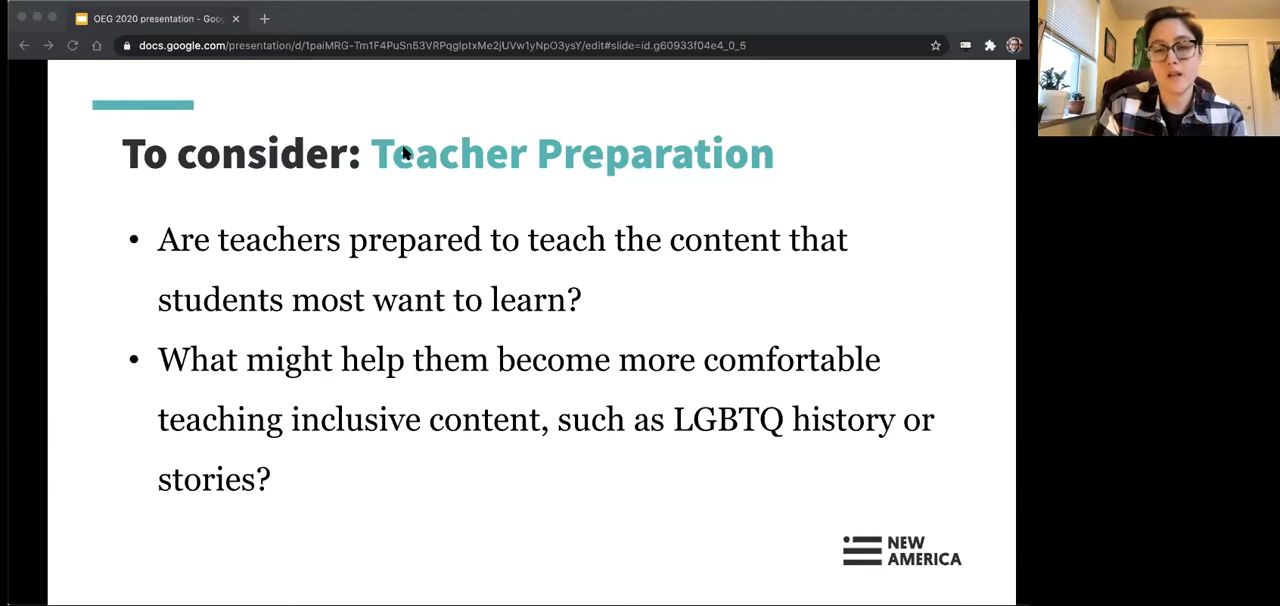 OEG 2020 presentation - Goo
docs.google.com/presentation/d/1paiMRG-Tm1F4PuSn53VRPqgIptxMe2jUVw1yNpO3ysY/edit#slide=id.g60933f04e4_0_5
To consider: Teacher Preparation
• Are teachers prepared to teach the content that
students most want to learn?
• What might help them become more comfortable
teaching inclusive content, such as LGBTQ history or
stories?
NEW
AMERICA